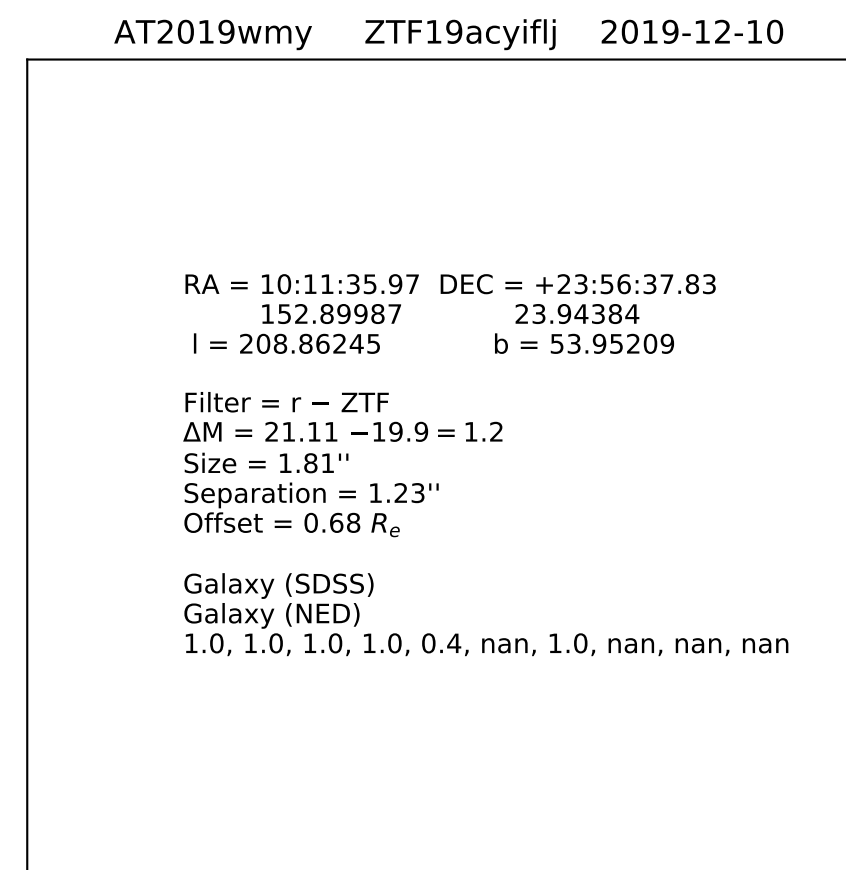 AT2019wmy ZTF19acyiflj 2019-12-10
RA = 10:11:35.97 DEC = +23:56:37.83
152.89987 23.94384
l = 208.86245 b = 53.95209
Filter = r − ZTF
ΔM = 21.11 −19.9 = 1.2
Size = 1.81''
Separation = 1.23''
Offset = 0.68 Rₑ
Galaxy (SDSS)
Galaxy (NED)
1.0, 1.0, 1.0, 1.0, 0.4, nan, 1.0, nan, nan, nan